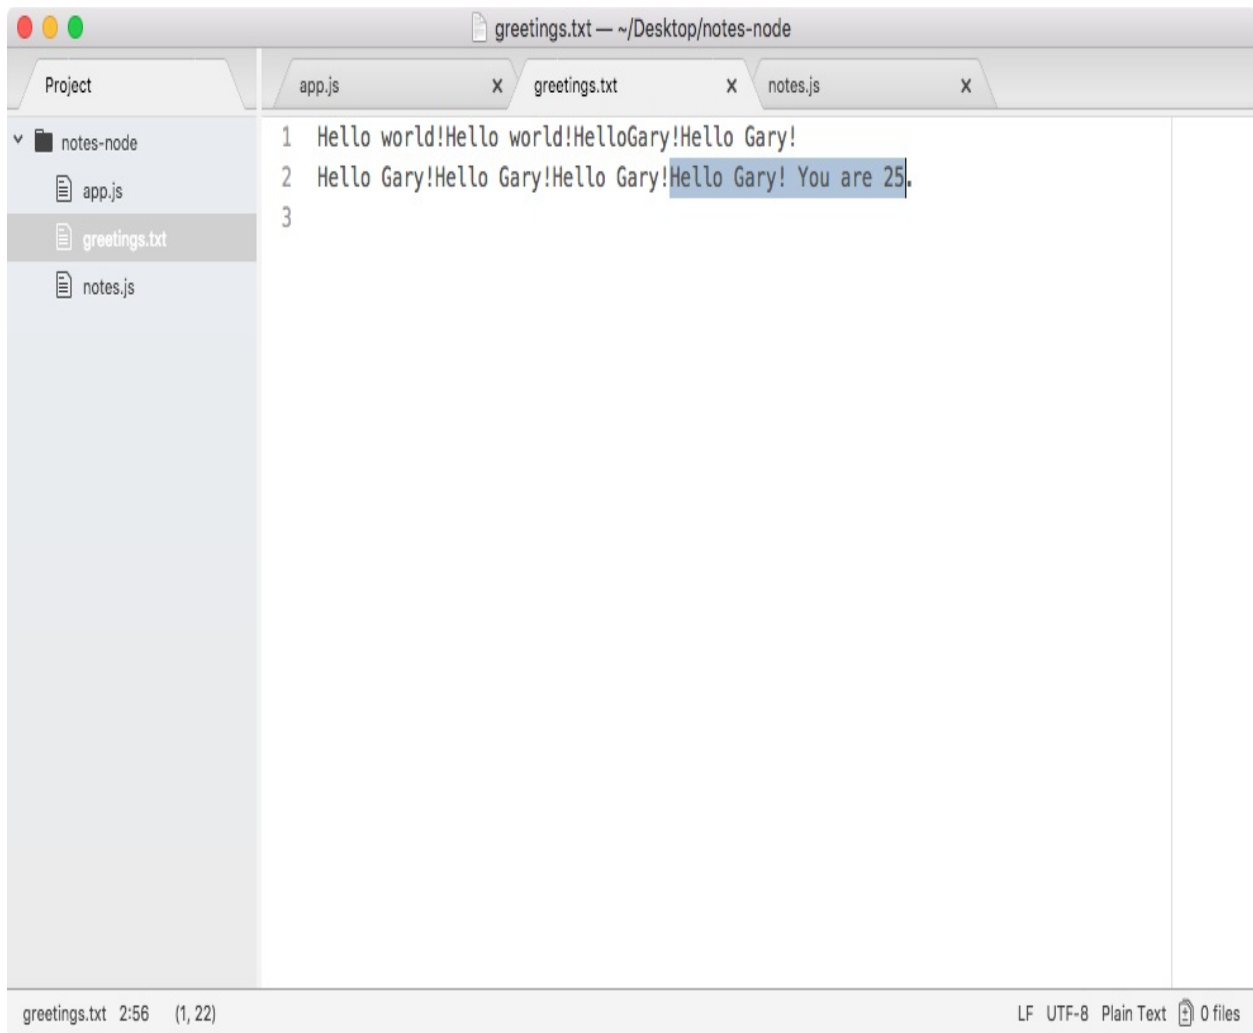 greetings.txt — ~/Desktop/notes-node
Project
app.js x greetings.txt x notes.js x
notes-node
app.js
greetings.txt
notes.js
1 Hello world!Hello world!HelloGary!Hello Gary!
2 Hello Gary!Hello Gary!Hello Gary!Hello Gary! You are 25.
3
greetings.txt 2:56 (1, 22)
LF UTF-8 Plain Text 0 files